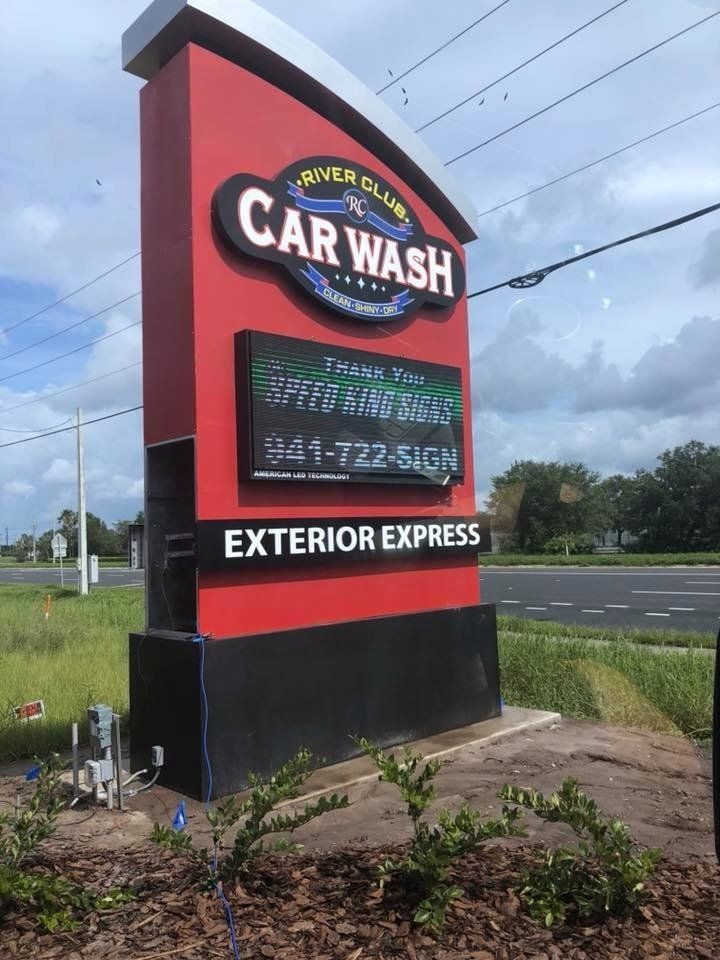 RIVER CLUB
RC
CAR WASH
CLEAN · SHINY · DRY
THANK YOU
SPEED KING SIGNS
941-722-SIGN
AMERICAN LED TECHNOLOGY
EXTERIOR EXPRESS